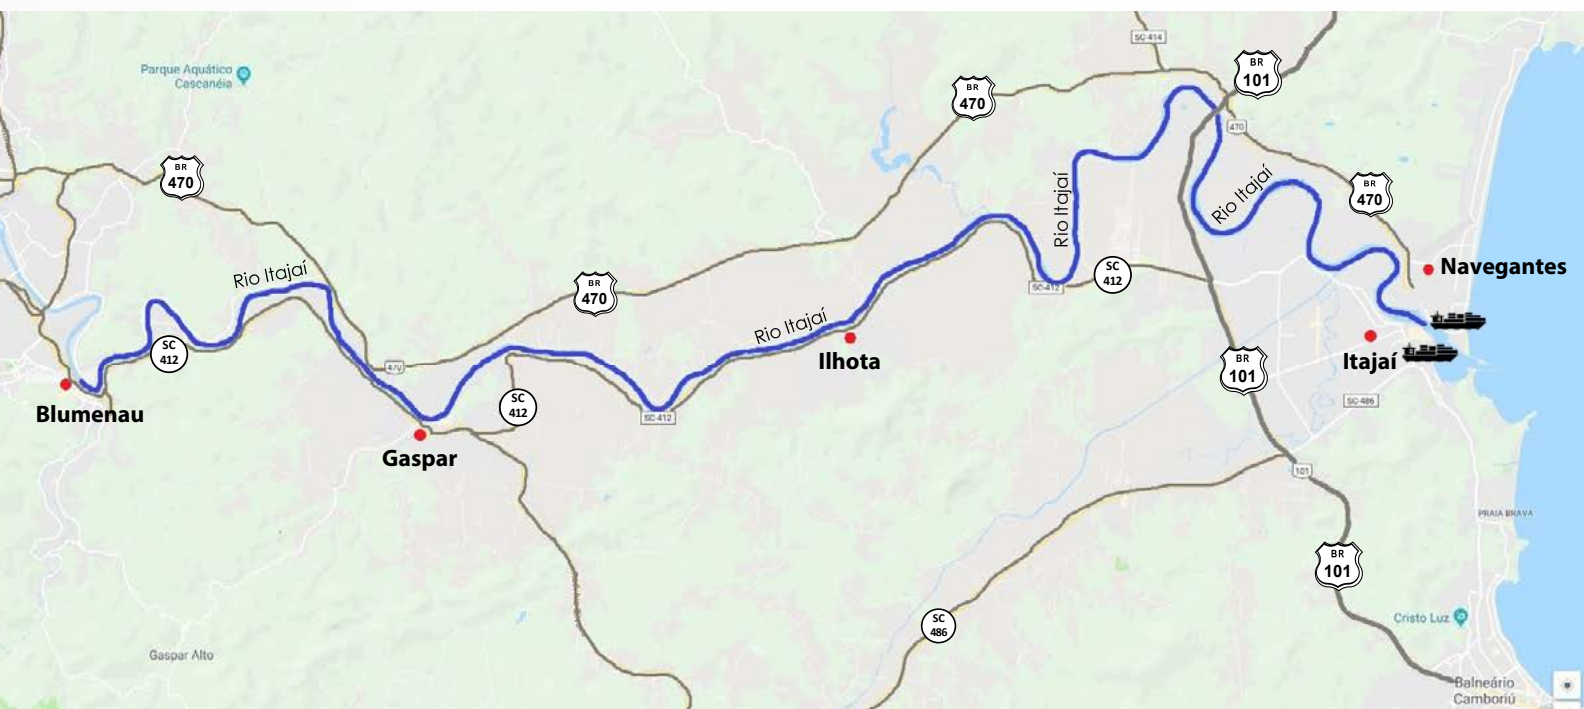 SC-414
BR
101
Parque Aquático
Cascanéia
BR
470
470
BR
470
Rio Itajaí
Rio Itajaí
BR
470
Navegantes
Rio Itajaí
SC
412
SC-412
BR
470
Rio Itajaí
SC
412
Ilhota
Itajaí
470
BR
101
Blumenau
SC
412
SC-412
SC-486
Gaspar
101
PRAIA BRAVA
BR
101
SC
486
Cristo Luz
Gaspar Alto
Balneário
Camboriú